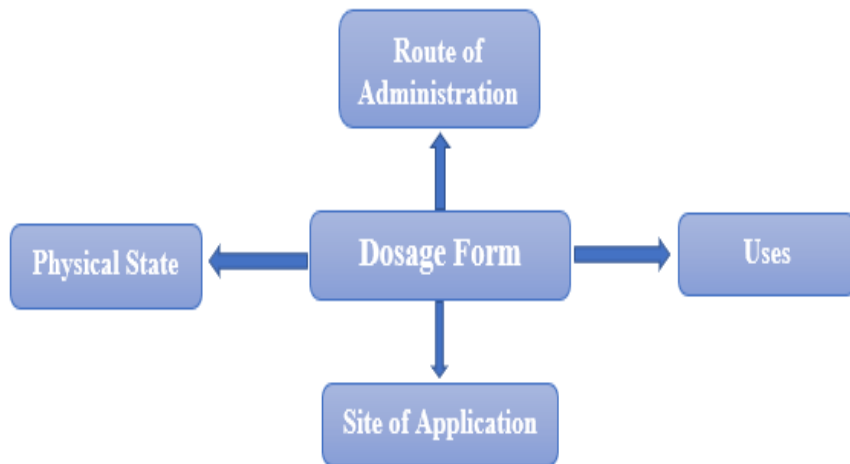 Route of
Administration
Physical State
Dosage Form
Uses
Site of Application